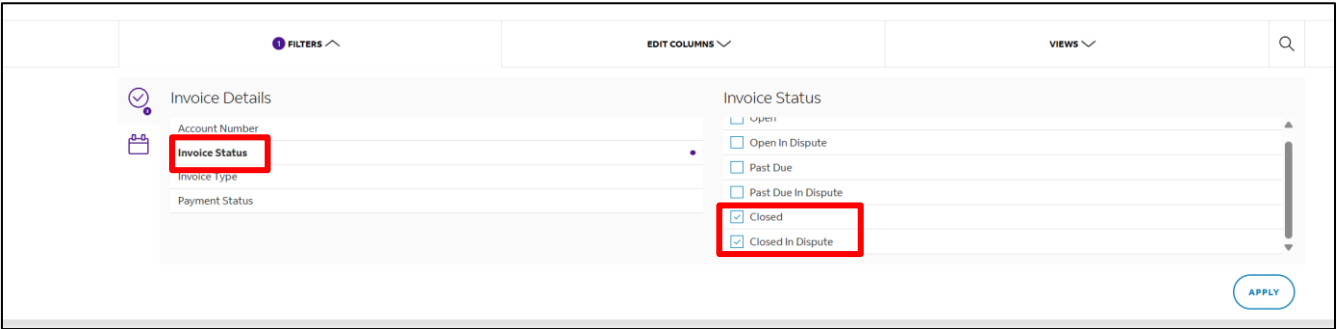 1 FILTERS
EDIT COLUMNS
VIEWS
Invoice Details
Account Number
Invoice Status
Invoice Type
Payment Status
Invoice Status
Open
Open In Dispute
Past Due
Past Due In Dispute
Closed
Closed In Dispute
APPLY